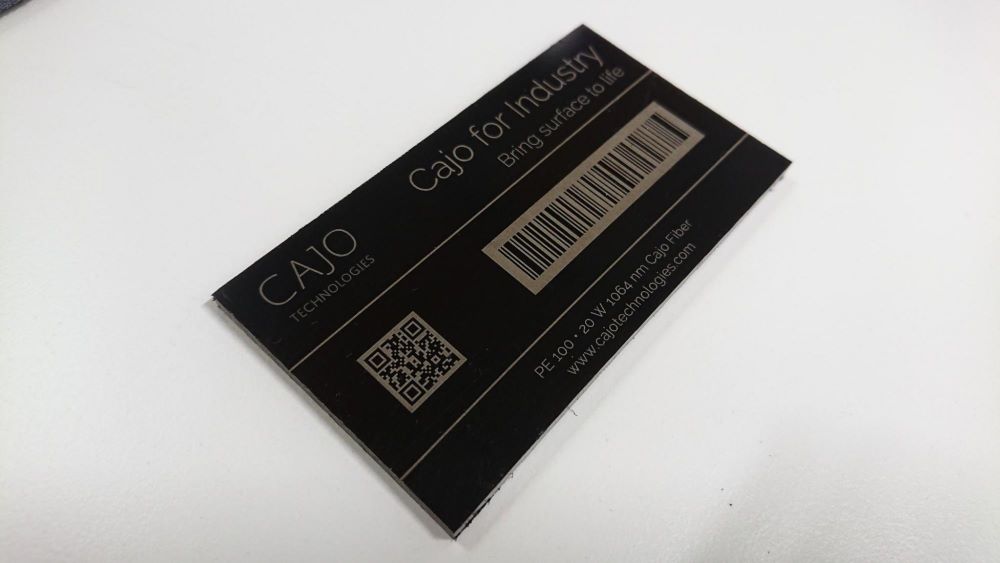 CAJO
TECHNOLOGIES
Cajo for Industry
Bring surface to life
PE 100 • 20 W 1064 nm Cajo Fiber
www.cajotechnologies.com